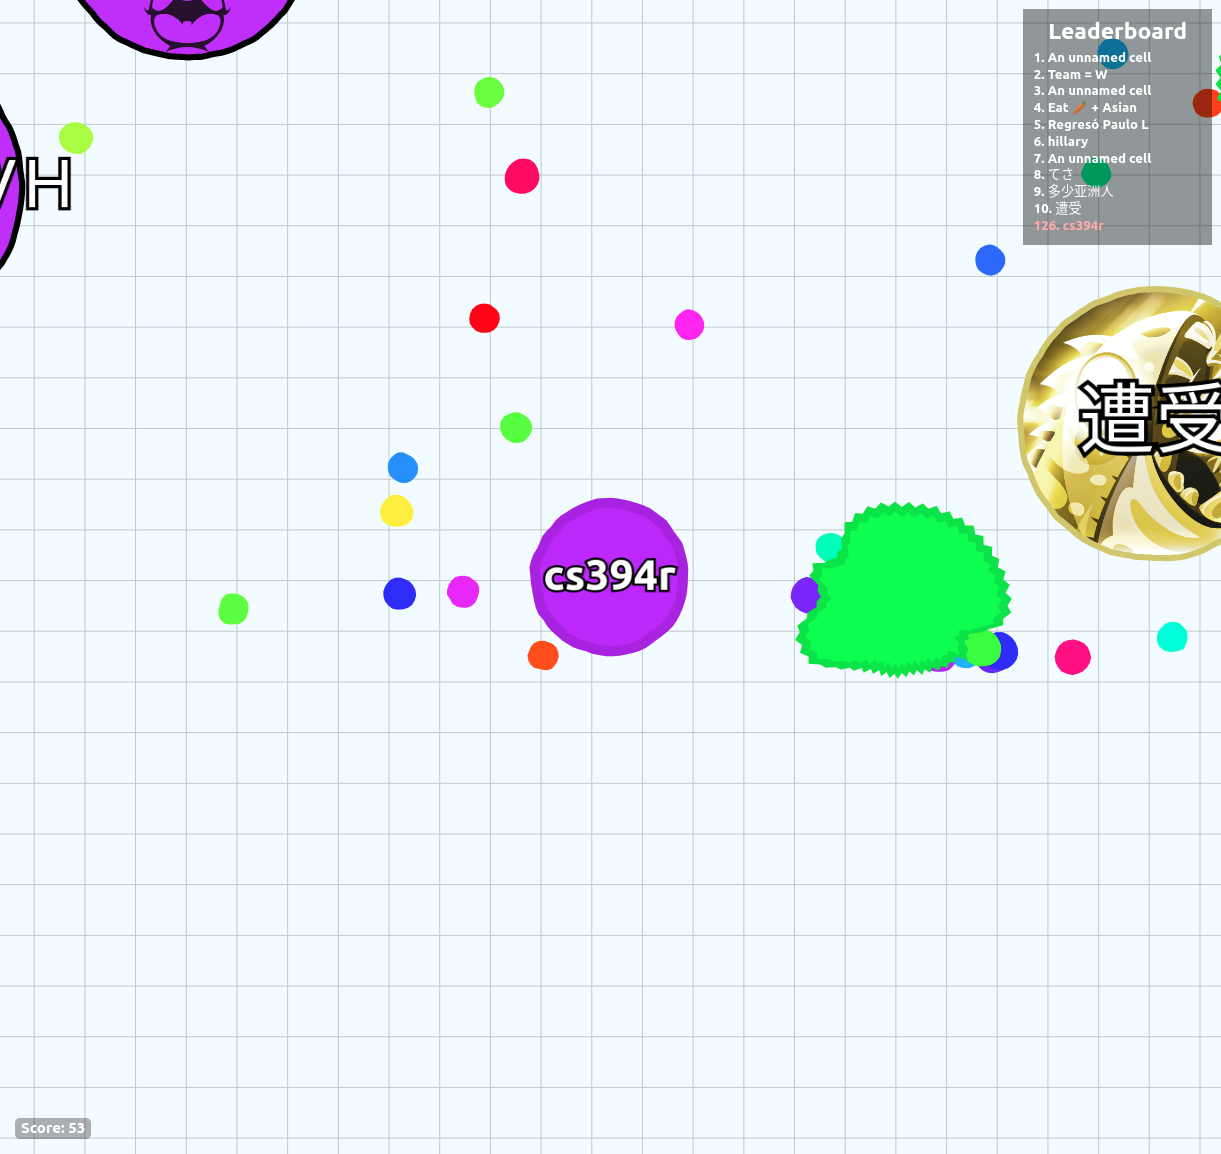 Leaderboard
1. An unnamed cell
2. Team = W
3. An unnamed cell
4. Eat 🥕 + Asian
5. Regresó Paulo L
6. hillary
7. An unnamed cell
8. てさ
9. 多少亚洲人
10. 遭受
126. cs394r
遭受
cs394r
Score: 53